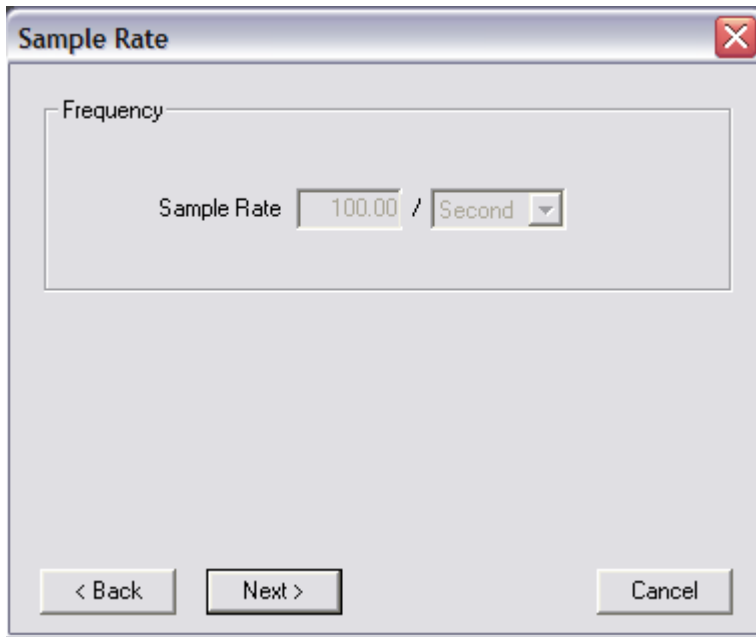 Sample Rate
Frequency
Sample Rate 100.00 / Second
< Back Next > Cancel